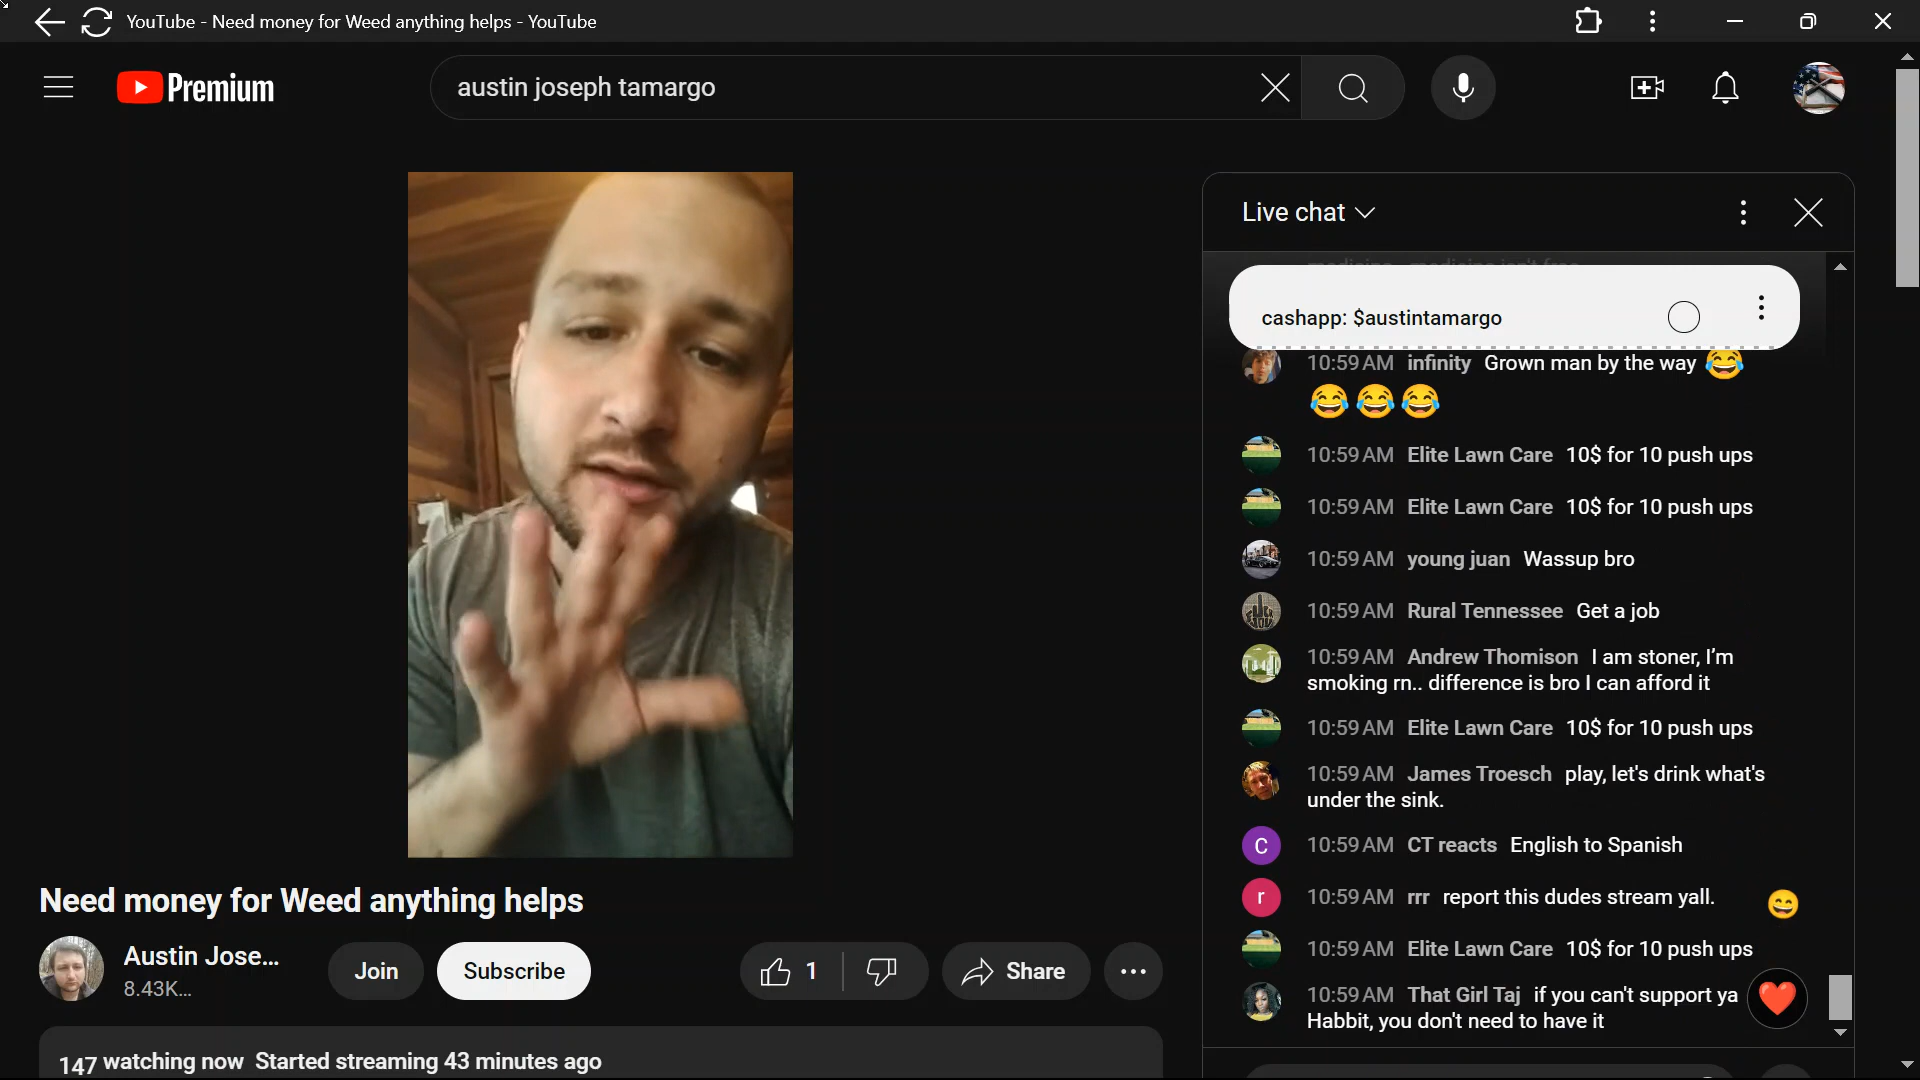 YouTube - Need money for Weed anything helps - YouTube
Premium
austin joseph tamargo
Live chat
cashapp: $austintamargo
10:59 AM infinity Grown man by the way 😂
😂😂😂
10:59 AM Elite Lawn Care 10$ for 10 push ups
10:59 AM Elite Lawn Care 10$ for 10 push ups
10:59 AM young juan Wassup bro
10:59 AM Rural Tennessee Get a job
10:59 AM Andrew Thomison I am stoner, I’m
smoking rn.. difference is bro I can afford it
10:59 AM Elite Lawn Care 10$ for 10 push ups
10:59 AM James Troesch play, let's drink what's
under the sink.
C 10:59 AM CT reacts English to Spanish
r 10:59 AM rrr report this dudes stream yall.
10:59 AM Elite Lawn Care 10$ for 10 push ups
10:59 AM That Girl Taj if you can't support ya
Habbit, you don't need to have it
Need money for Weed anything helps
Austin Jose...
8.43K...
Join
Subscribe
1
Share
147 watching now Started streaming 43 minutes ago